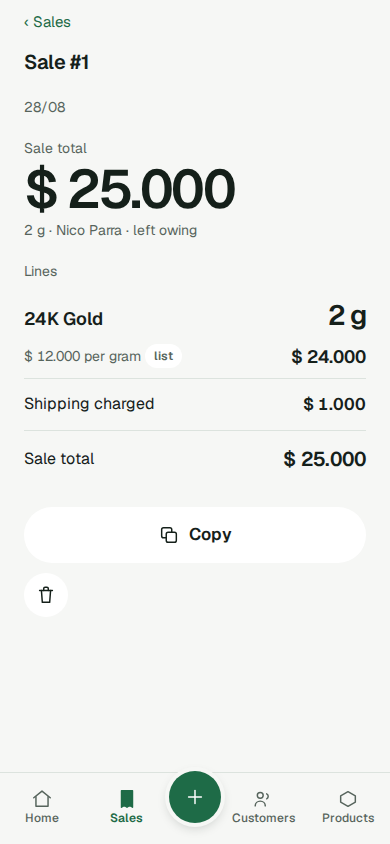 ‹ Sales
Sale #1
28/08
Sale total
$ 25.000
2 g · Nico Parra · left owing
Lines
24K Gold 2 g
$ 12.000 per gram list $ 24.000
Shipping charged $ 1.000
Sale total $ 25.000
Copy
Home Sales Customers Products